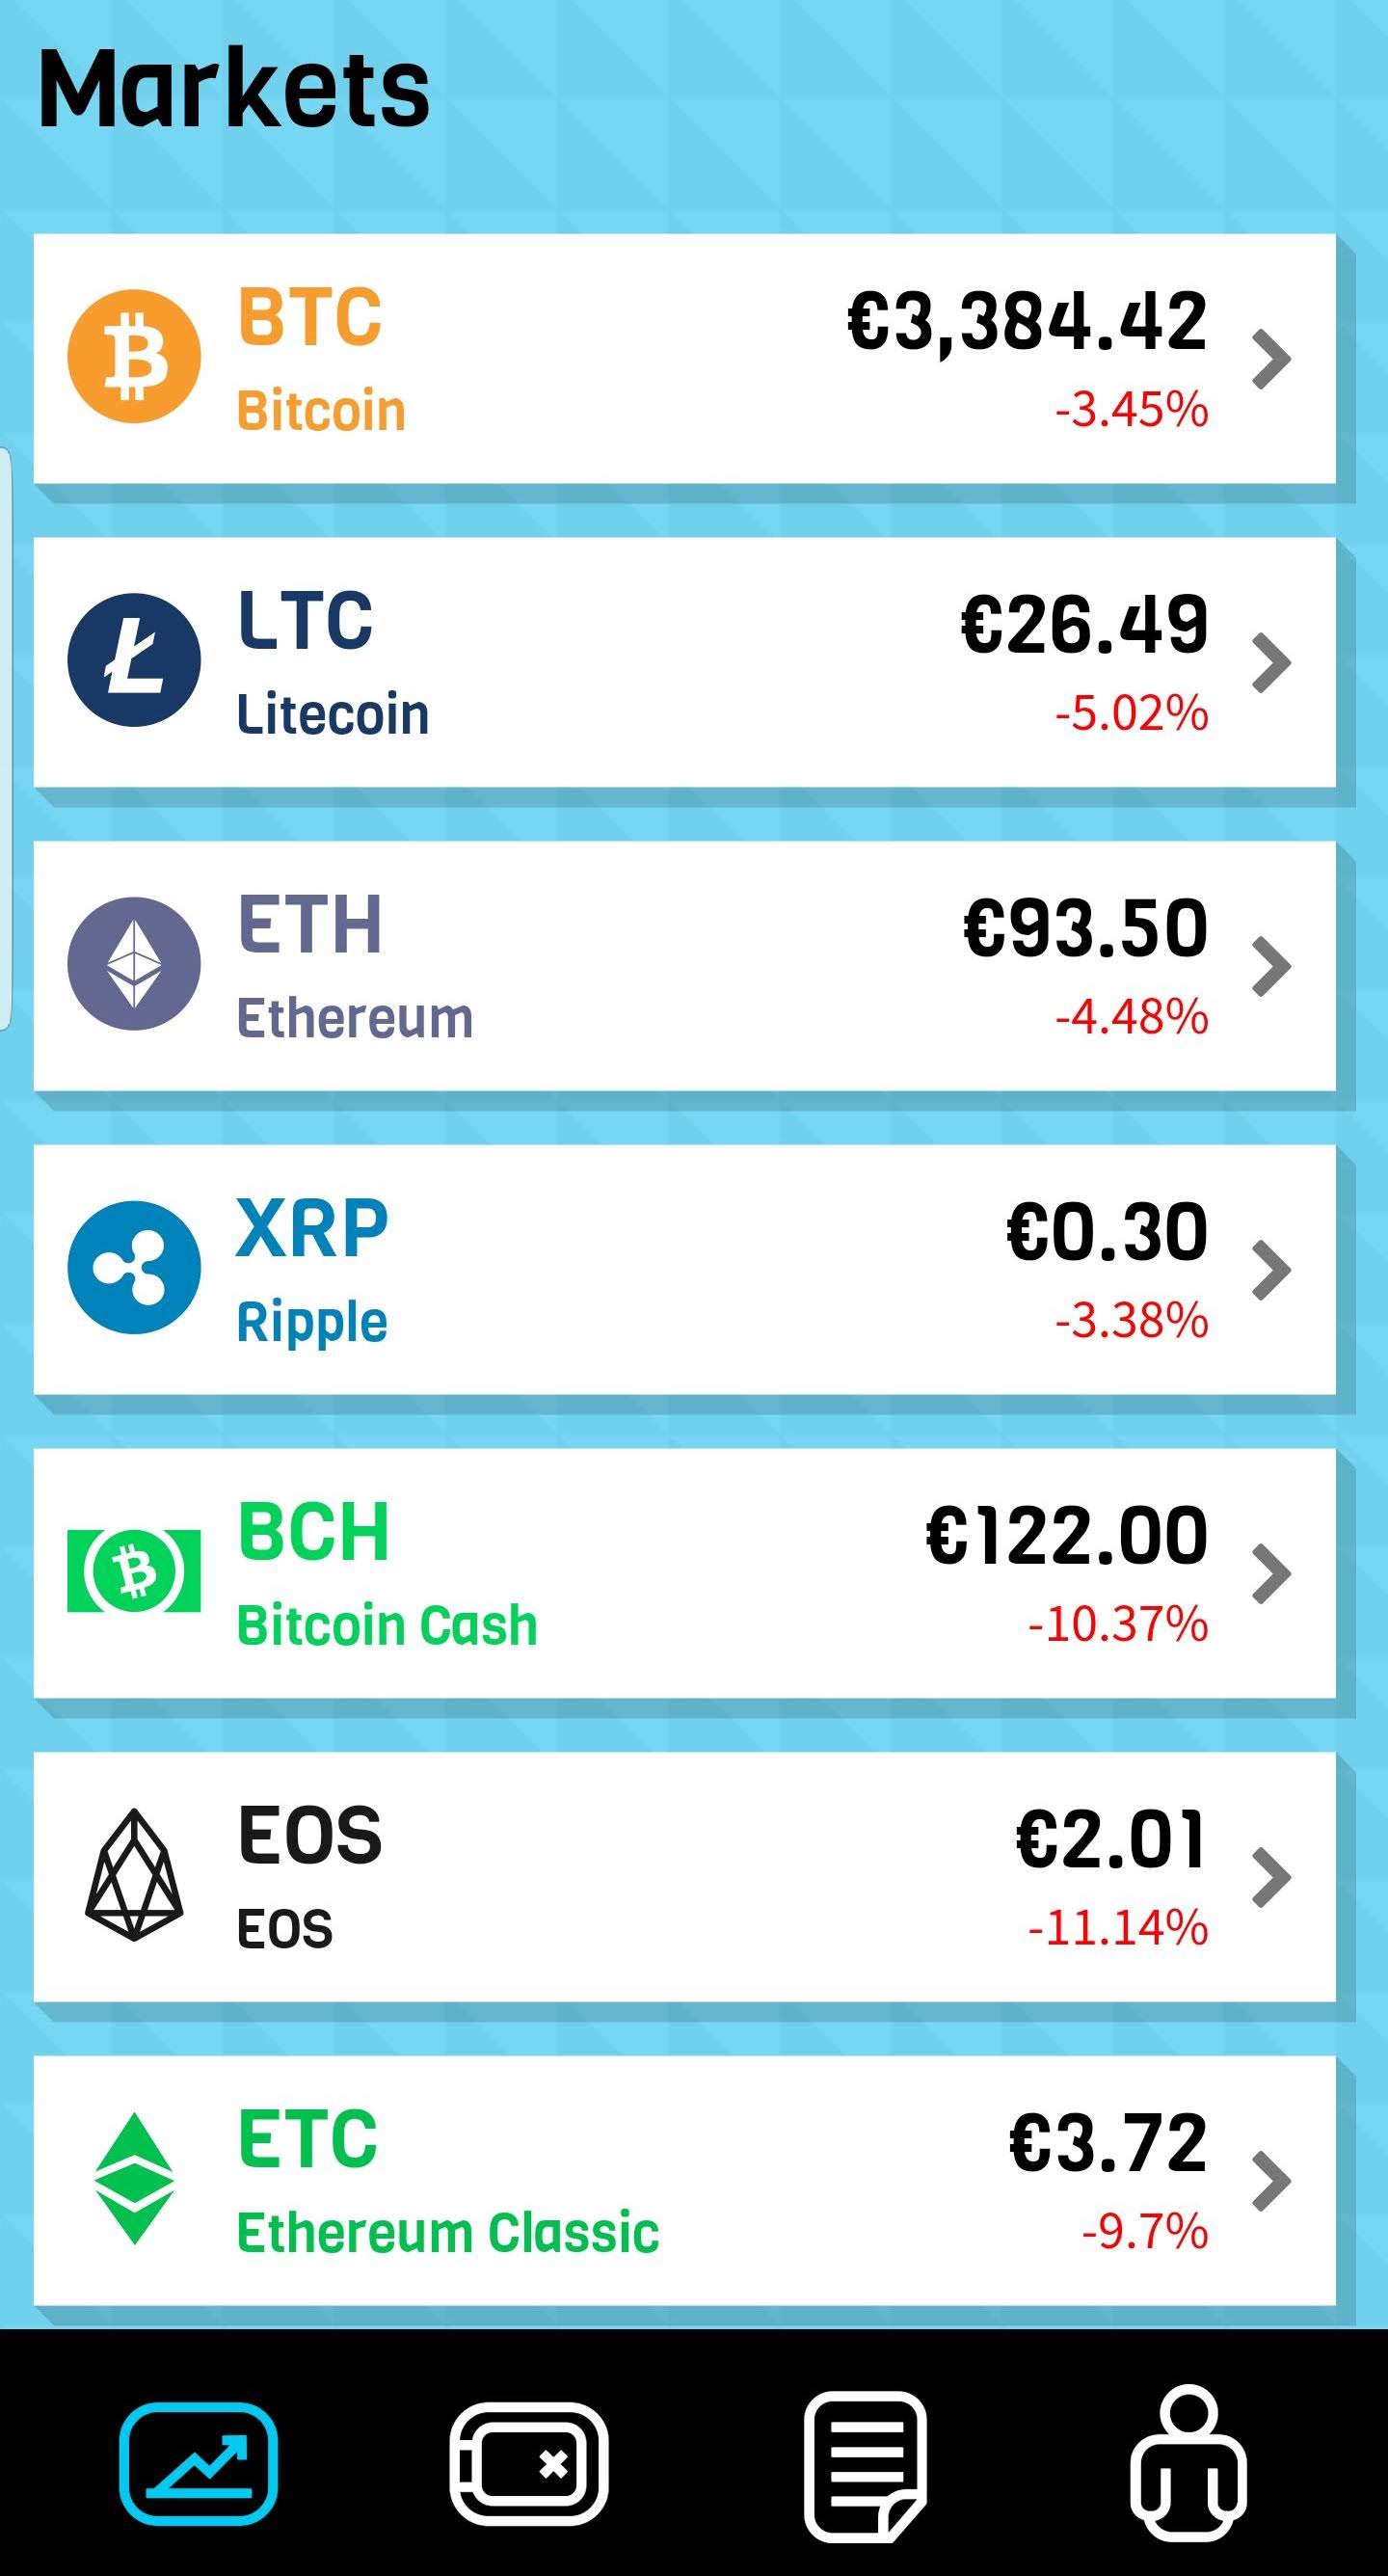 Markets
BTC
€3,384.42
Bitcoin
-3.45%
LTC
€26.49
Litecoin
-5.02%
ETH
€93.50
Ethereum
-4.48%
XRP
€0.30
Ripple
-3.38%
BCH
€122.00
Bitcoin Cash
-10.37%
EOS
€2.01
EOS
-11.14%
ETC
€3.72
Ethereum Classic
-9.7%